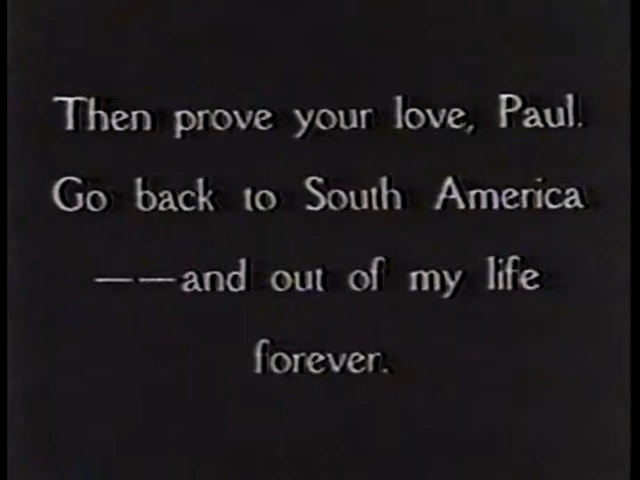 Then prove your love, Paul.
Go back to South America
——and out of my life
forever.